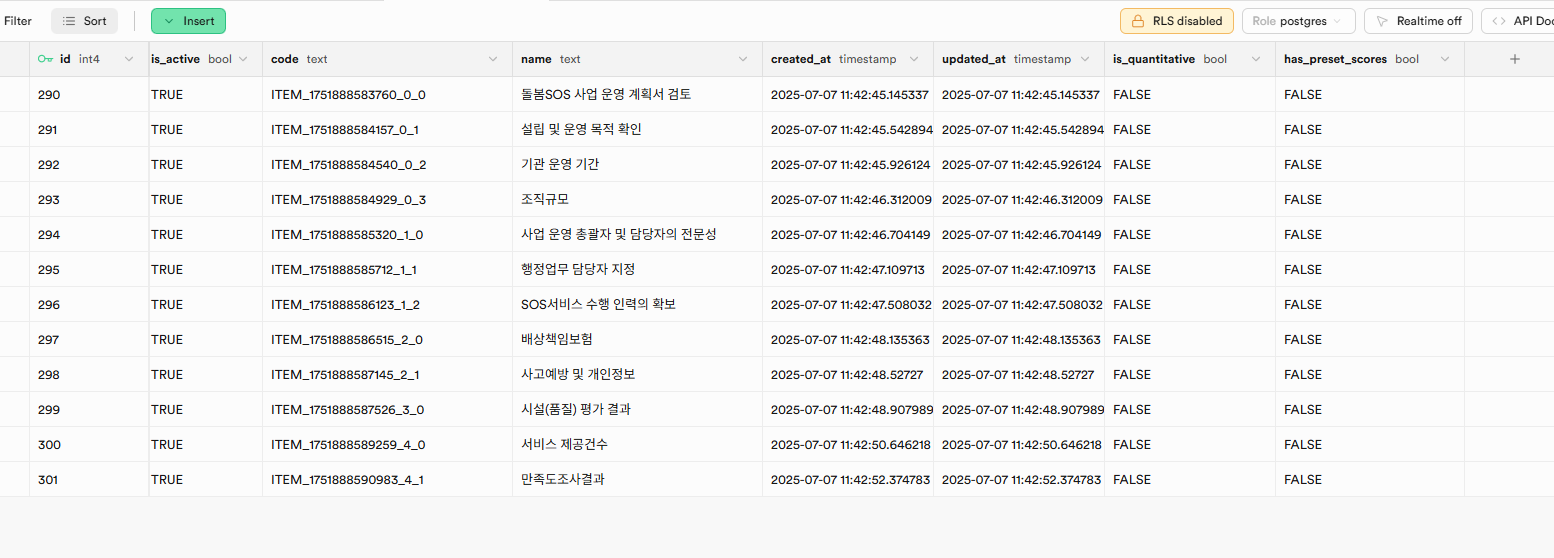 Filter Sort Insert RLS disabled Role postgres Realtime off API Doc
id int4 is_active bool code text name text created_at timestamp updated_at timestamp is_quantitative bool has_preset_scores bool +
290 TRUE ITEM_1751888583760_0_0 돌봄SOS 사업 운영 계획서 검토 2025-07-07 11:42:45.145337 2025-07-07 11:42:45.145337 FALSE FALSE
291 TRUE ITEM_1751888584157_0_1 설립 및 운영 목적 확인 2025-07-07 11:42:45.542894 2025-07-07 11:42:45.542894 FALSE FALSE
292 TRUE ITEM_1751888584540_0_2 기관 운영 기간 2025-07-07 11:42:45.926124 2025-07-07 11:42:45.926124 FALSE FALSE
293 TRUE ITEM_1751888584929_0_3 조직규모 2025-07-07 11:42:46.312009 2025-07-07 11:42:46.312009 FALSE FALSE
294 TRUE ITEM_1751888585320_1_0 사업 운영 총괄자 및 담당자의 전문성 2025-07-07 11:42:46.704149 2025-07-07 11:42:46.704149 FALSE FALSE
295 TRUE ITEM_1751888585712_1_1 행정업무 담당자 지정 2025-07-07 11:42:47.109713 2025-07-07 11:42:47.109713 FALSE FALSE
296 TRUE ITEM_1751888586123_1_2 SOS서비스 수행 인력의 확보 2025-07-07 11:42:47.508032 2025-07-07 11:42:47.508032 FALSE FALSE
297 TRUE ITEM_1751888586515_2_0 배상책임보험 2025-07-07 11:42:48.135363 2025-07-07 11:42:48.135363 FALSE FALSE
298 TRUE ITEM_1751888587145_2_1 사고예방 및 개인정보 2025-07-07 11:42:48.52727 2025-07-07 11:42:48.52727 FALSE FALSE
299 TRUE ITEM_1751888587526_3_0 시설(품질) 평가 결과 2025-07-07 11:42:48.907989 2025-07-07 11:42:48.907989 FALSE FALSE
300 TRUE ITEM_1751888589259_4_0 서비스 제공건수 2025-07-07 11:42:50.646218 2025-07-07 11:42:50.646218 FALSE FALSE
301 TRUE ITEM_1751888590983_4_1 만족도조사결과 2025-07-07 11:42:52.374783 2025-07-07 11:42:52.374783 FALSE FALSE